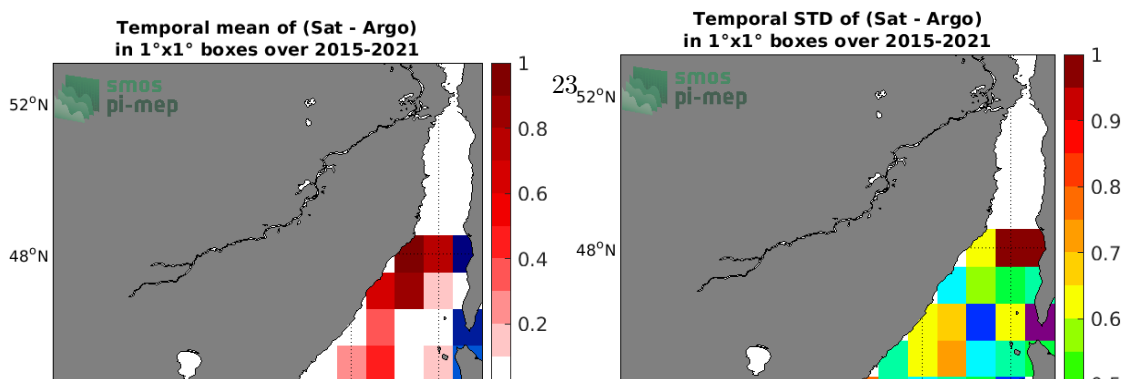 Temporal mean of (Sat - Argo)
in 1°x1° boxes over 2015-2021
smos
pi-mep
52°N
48°N
1
0.8
0.6
0.4
0.2
23
Temporal STD of (Sat - Argo)
in 1°x1° boxes over 2015-2021
smos
pi-mep
52°N
48°N
1
0.9
0.8
0.7
0.6